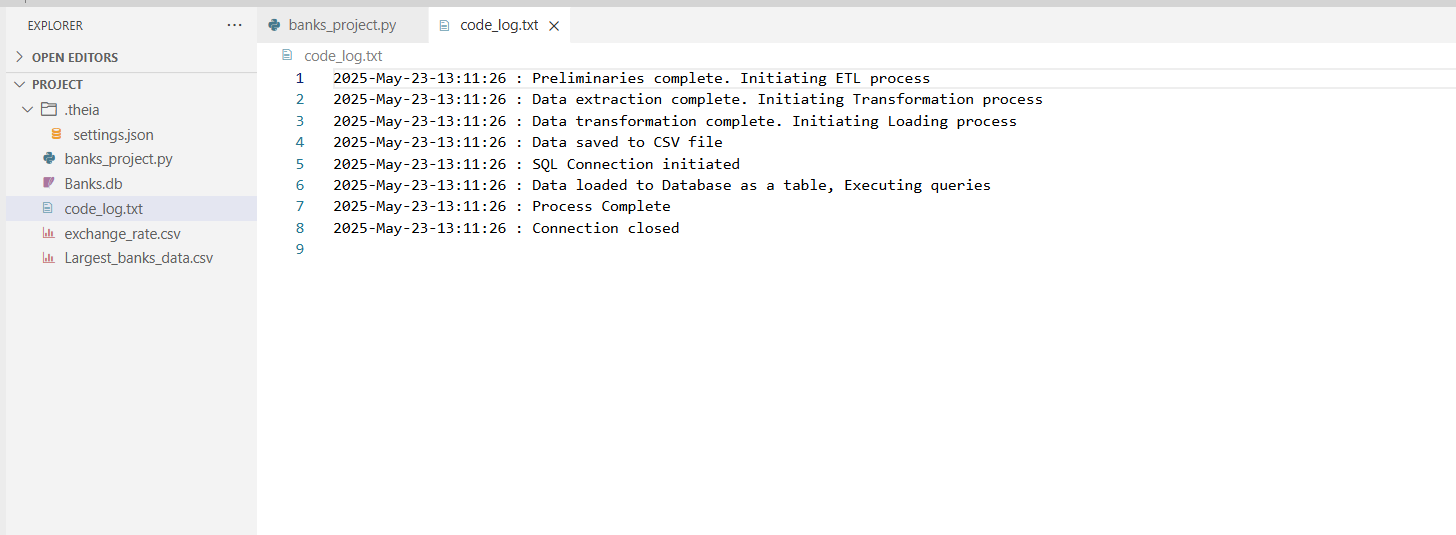 EXPLORER
···
OPEN EDITORS
PROJECT
.theia
settings.json
banks_project.py
Banks.db
code_log.txt
exchange_rate.csv
Largest_banks_data.csv
banks_project.py
code_log.txt
code_log.txt
1 2025-May-23-13:11:26 : Preliminaries complete. Initiating ETL process
2 2025-May-23-13:11:26 : Data extraction complete. Initiating Transformation process
3 2025-May-23-13:11:26 : Data transformation complete. Initiating Loading process
4 2025-May-23-13:11:26 : Data saved to CSV file
5 2025-May-23-13:11:26 : SQL Connection initiated
6 2025-May-23-13:11:26 : Data loaded to Database as a table, Executing queries
7 2025-May-23-13:11:26 : Process Complete
8 2025-May-23-13:11:26 : Connection closed
9